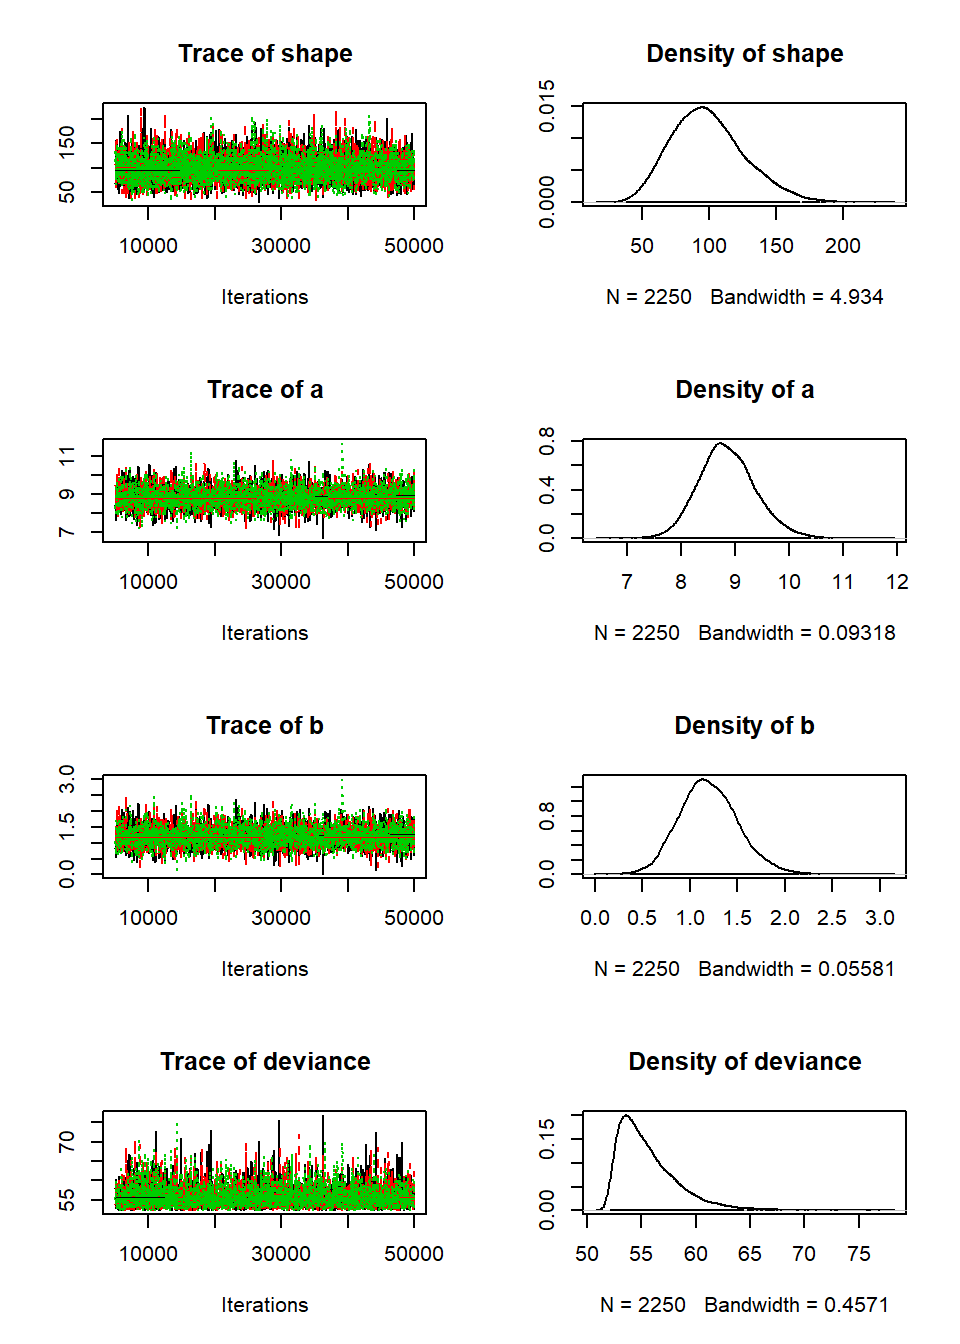 Trace of shape
Density of shape
50 150
0.000 0.015
10000 30000 50000
50 100 150 200
Iterations
N = 2250 Bandwidth = 4.934
Trace of a
Density of a
7 9 11
0.0 0.4 0.8
10000 30000 50000
7 8 9 10 11 12
Iterations
N = 2250 Bandwidth = 0.09318
Trace of b
Density of b
0.0 1.5 3.0
0.0 0.8
10000 30000 50000
0.0 0.5 1.0 1.5 2.0 2.5 3.0
Iterations
N = 2250 Bandwidth = 0.05581
Trace of deviance
Density of deviance
55 70
0.00 0.15
10000 30000 50000
50 55 60 65 70 75
Iterations
N = 2250 Bandwidth = 0.4571